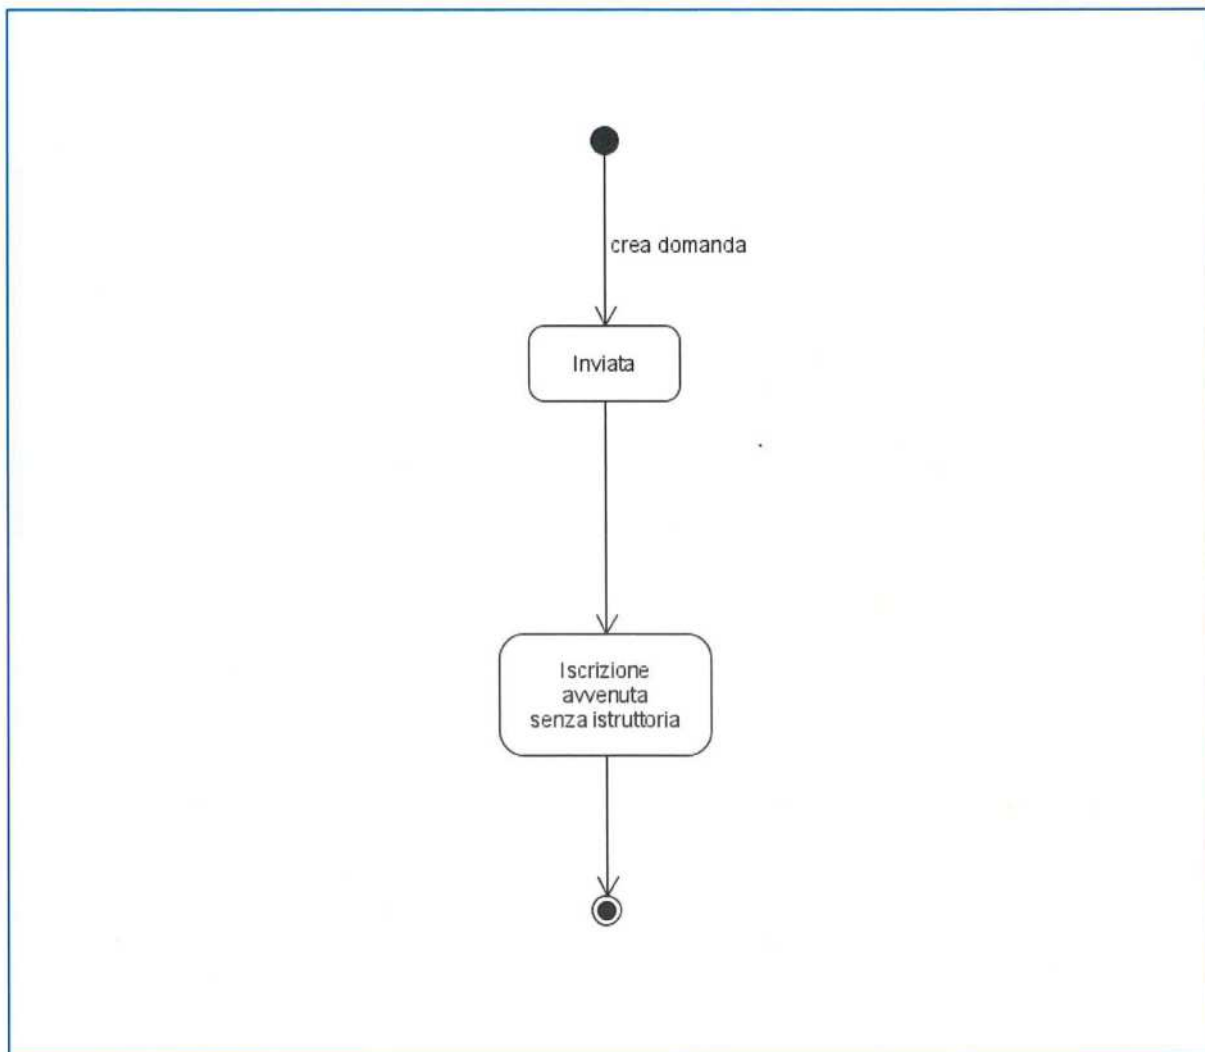 crea domanda
Inviata
Iscrizione
avvenuta
senza istruttoria